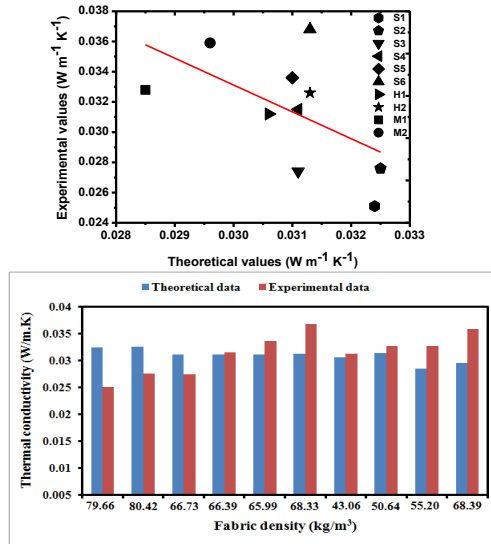 Experimental values (W m⁻¹ K⁻¹)
0.038
0.036
0.034
0.032
0.030
0.028
0.026
0.024
S1
S2
S3
S4
S5
S6
H1
H2
M1
M2
0.028 0.029 0.030 0.031 0.032 0.033
Theoretical values (W m⁻¹ K⁻¹)
Theoretical data Experimental data
Thermal conductivity (W/m.K)
0.04
0.035
0.03
0.025
0.02
0.015
0.01
0.005
79.66 80.42 66.73 66.39 65.99 68.33 43.06 50.64 55.20 68.39
Fabric density (kg/m³)